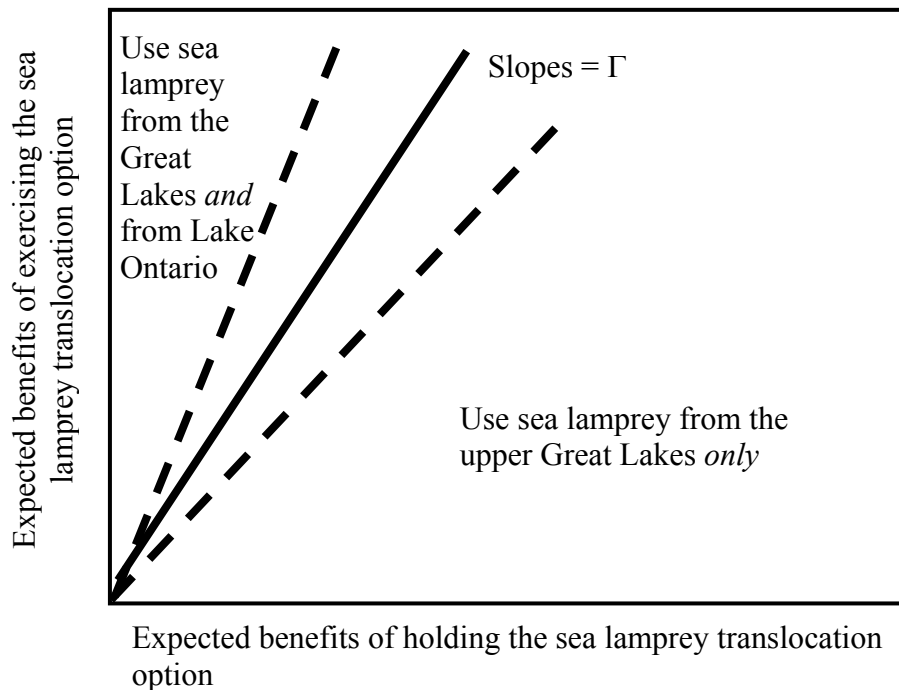 Expected benefits of exercising the sea
lamprey translocation option
Use sea
lamprey
from the
Great
Lakes and
from Lake
Ontario
Slopes = Γ
Use sea lamprey from the
upper Great Lakes only
Expected benefits of holding the sea lamprey translocation
option